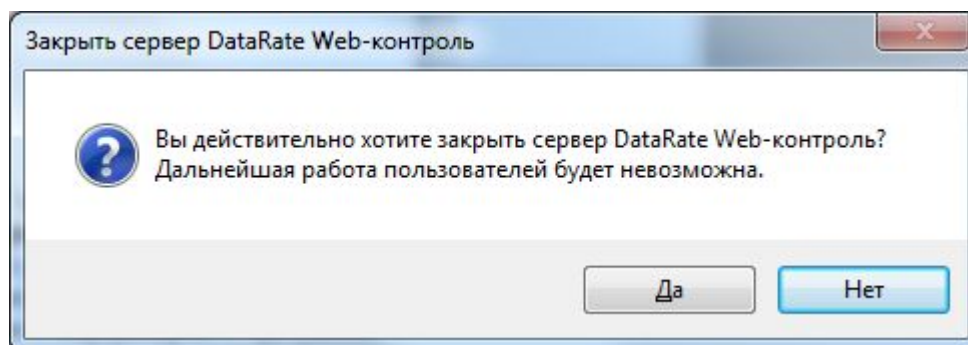 Закрыть сервер DataRate Web-контроль
Вы действительно хотите закрыть сервер DataRate Web-контроль?
Дальнейшая работа пользователей будет невозможна.
Да
Нет